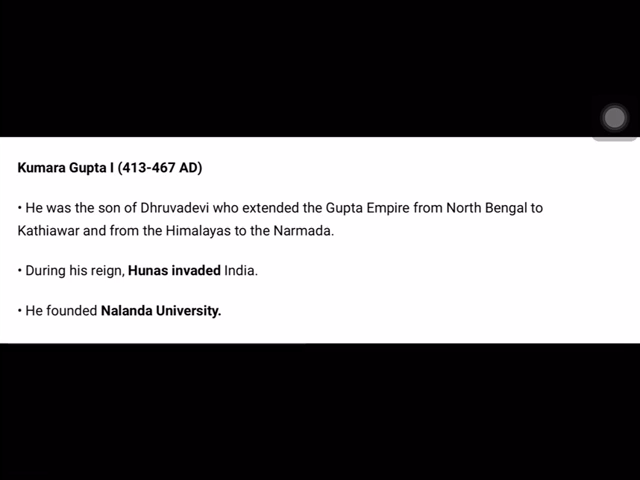 Kumara Gupta I (413-467 AD)
• He was the son of Dhruvadevi who extended the Gupta Empire from North Bengal to
Kathiawar and from the Himalayas to the Narmada.
• During his reign, Hunas invaded India.
• He founded Nalanda University.